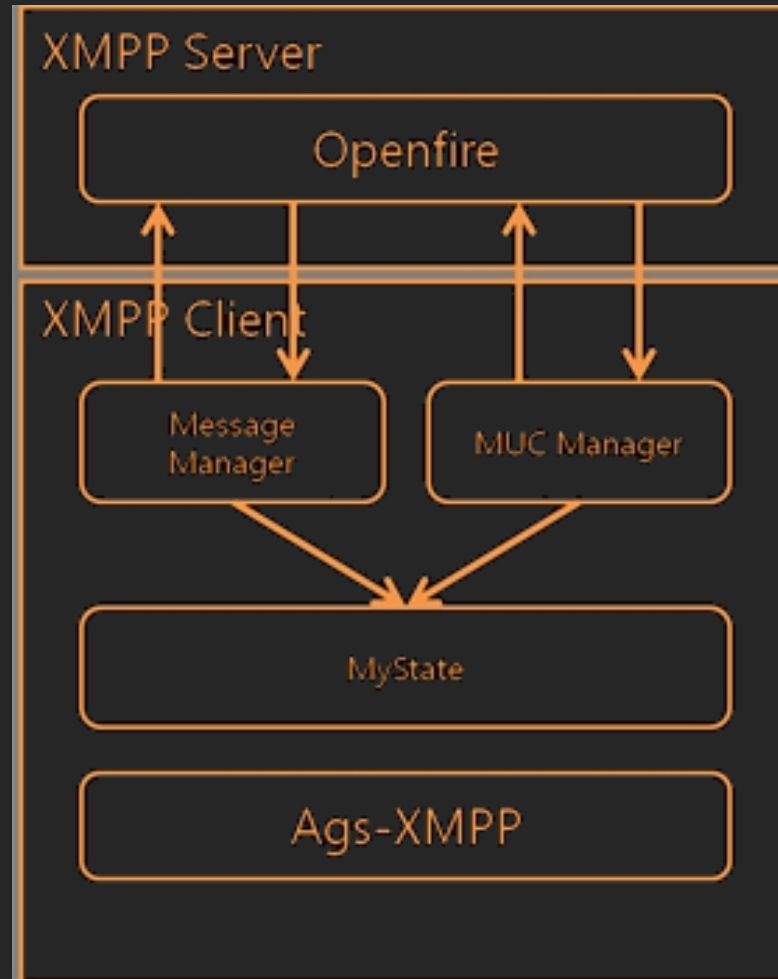 XMPP Server
Openfire
XMPP Client
Message
Manager
MUC Manager
MyState
Ags-XMPP